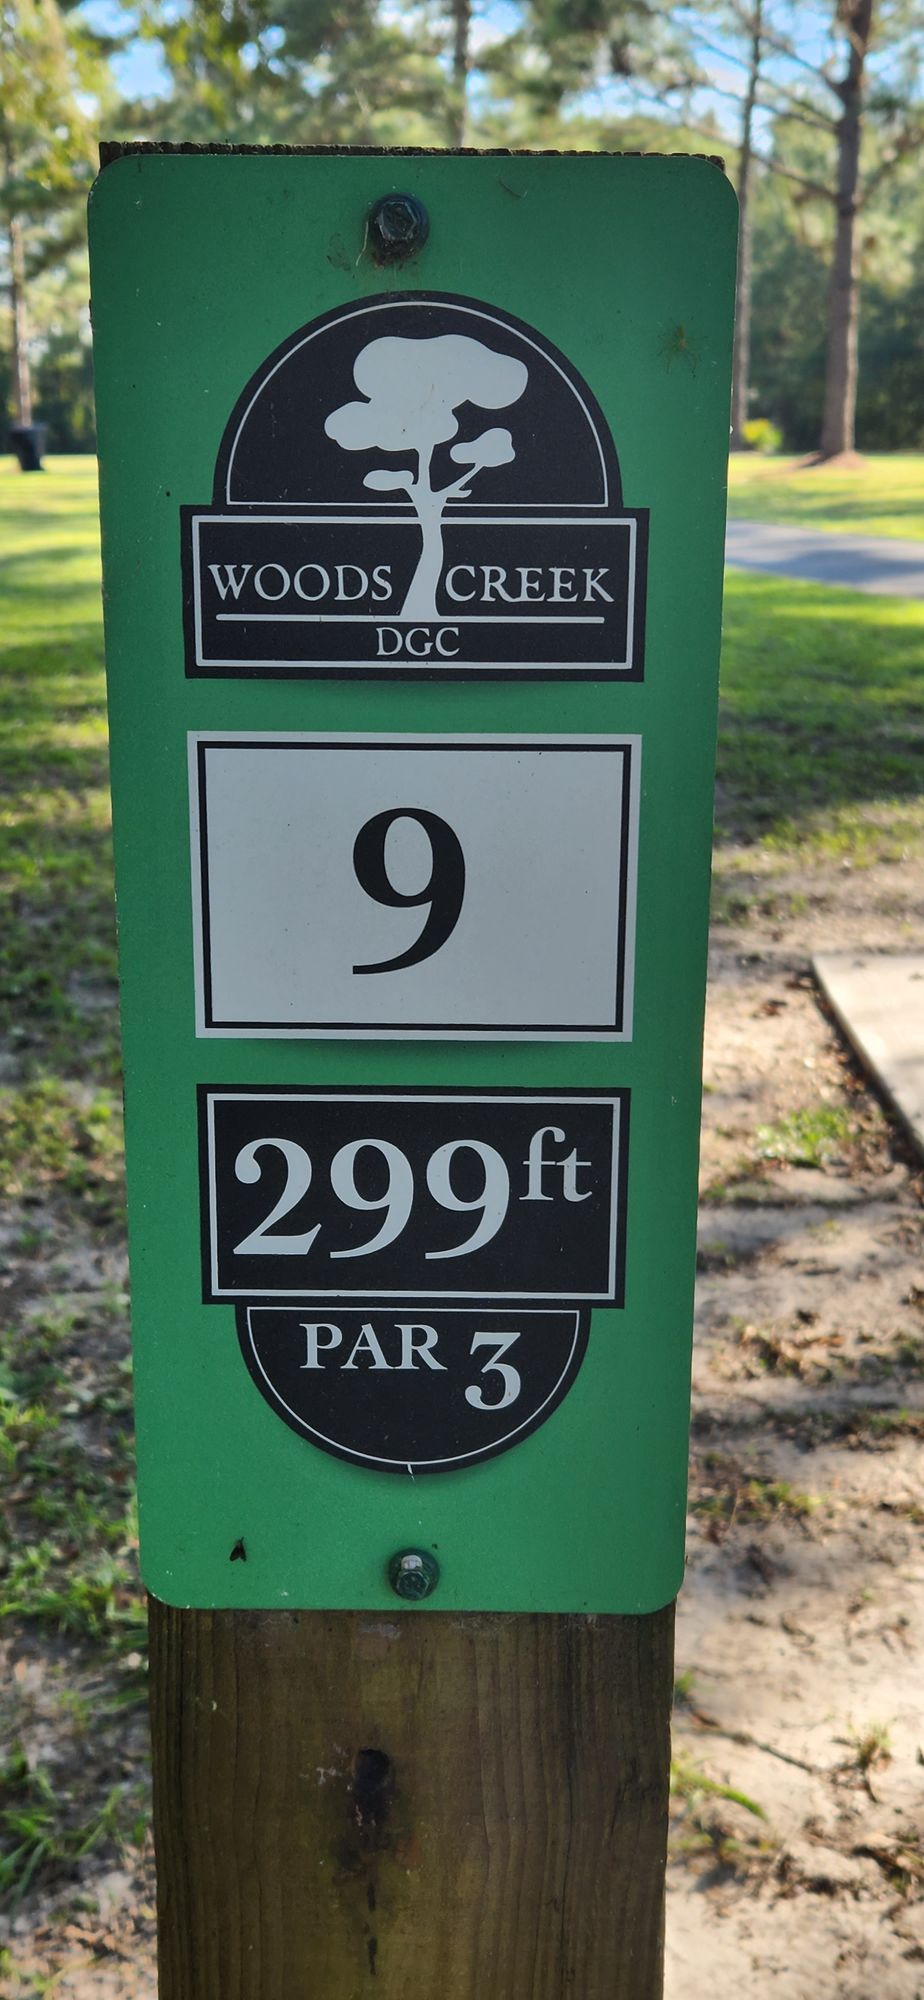 WOODS CREEK
DGC
9
299ft
PAR 3